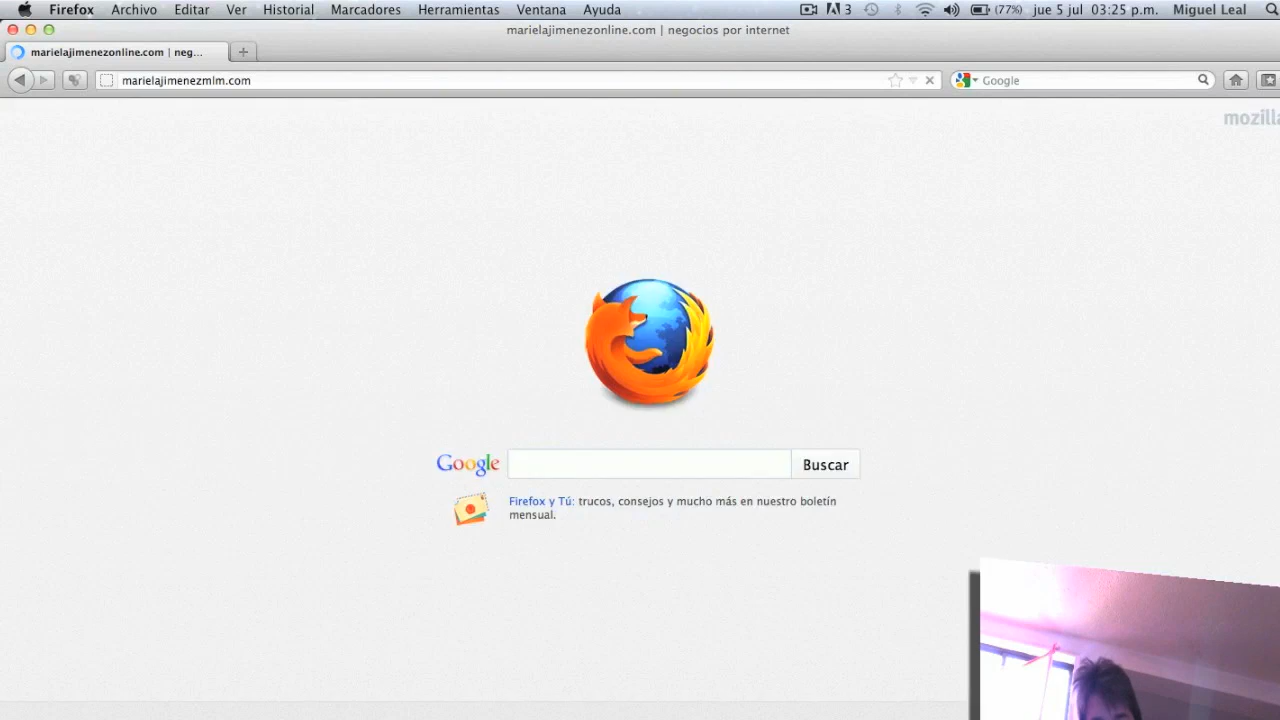 Firefox Archivo Editar Ver Historial Marcadores Herramientas Ventana Ayuda 3 (77%) jue 5 jul 03:25 p.m. Miguel Leal
marielajimenezonline.com | negocios por internet
marielajimenezonline.com | neg...
marielajimenezmlm.com
Google
mozilla
Google
Buscar
Firefox y Tú: trucos, consejos y mucho más en nuestro boletín
mensual.